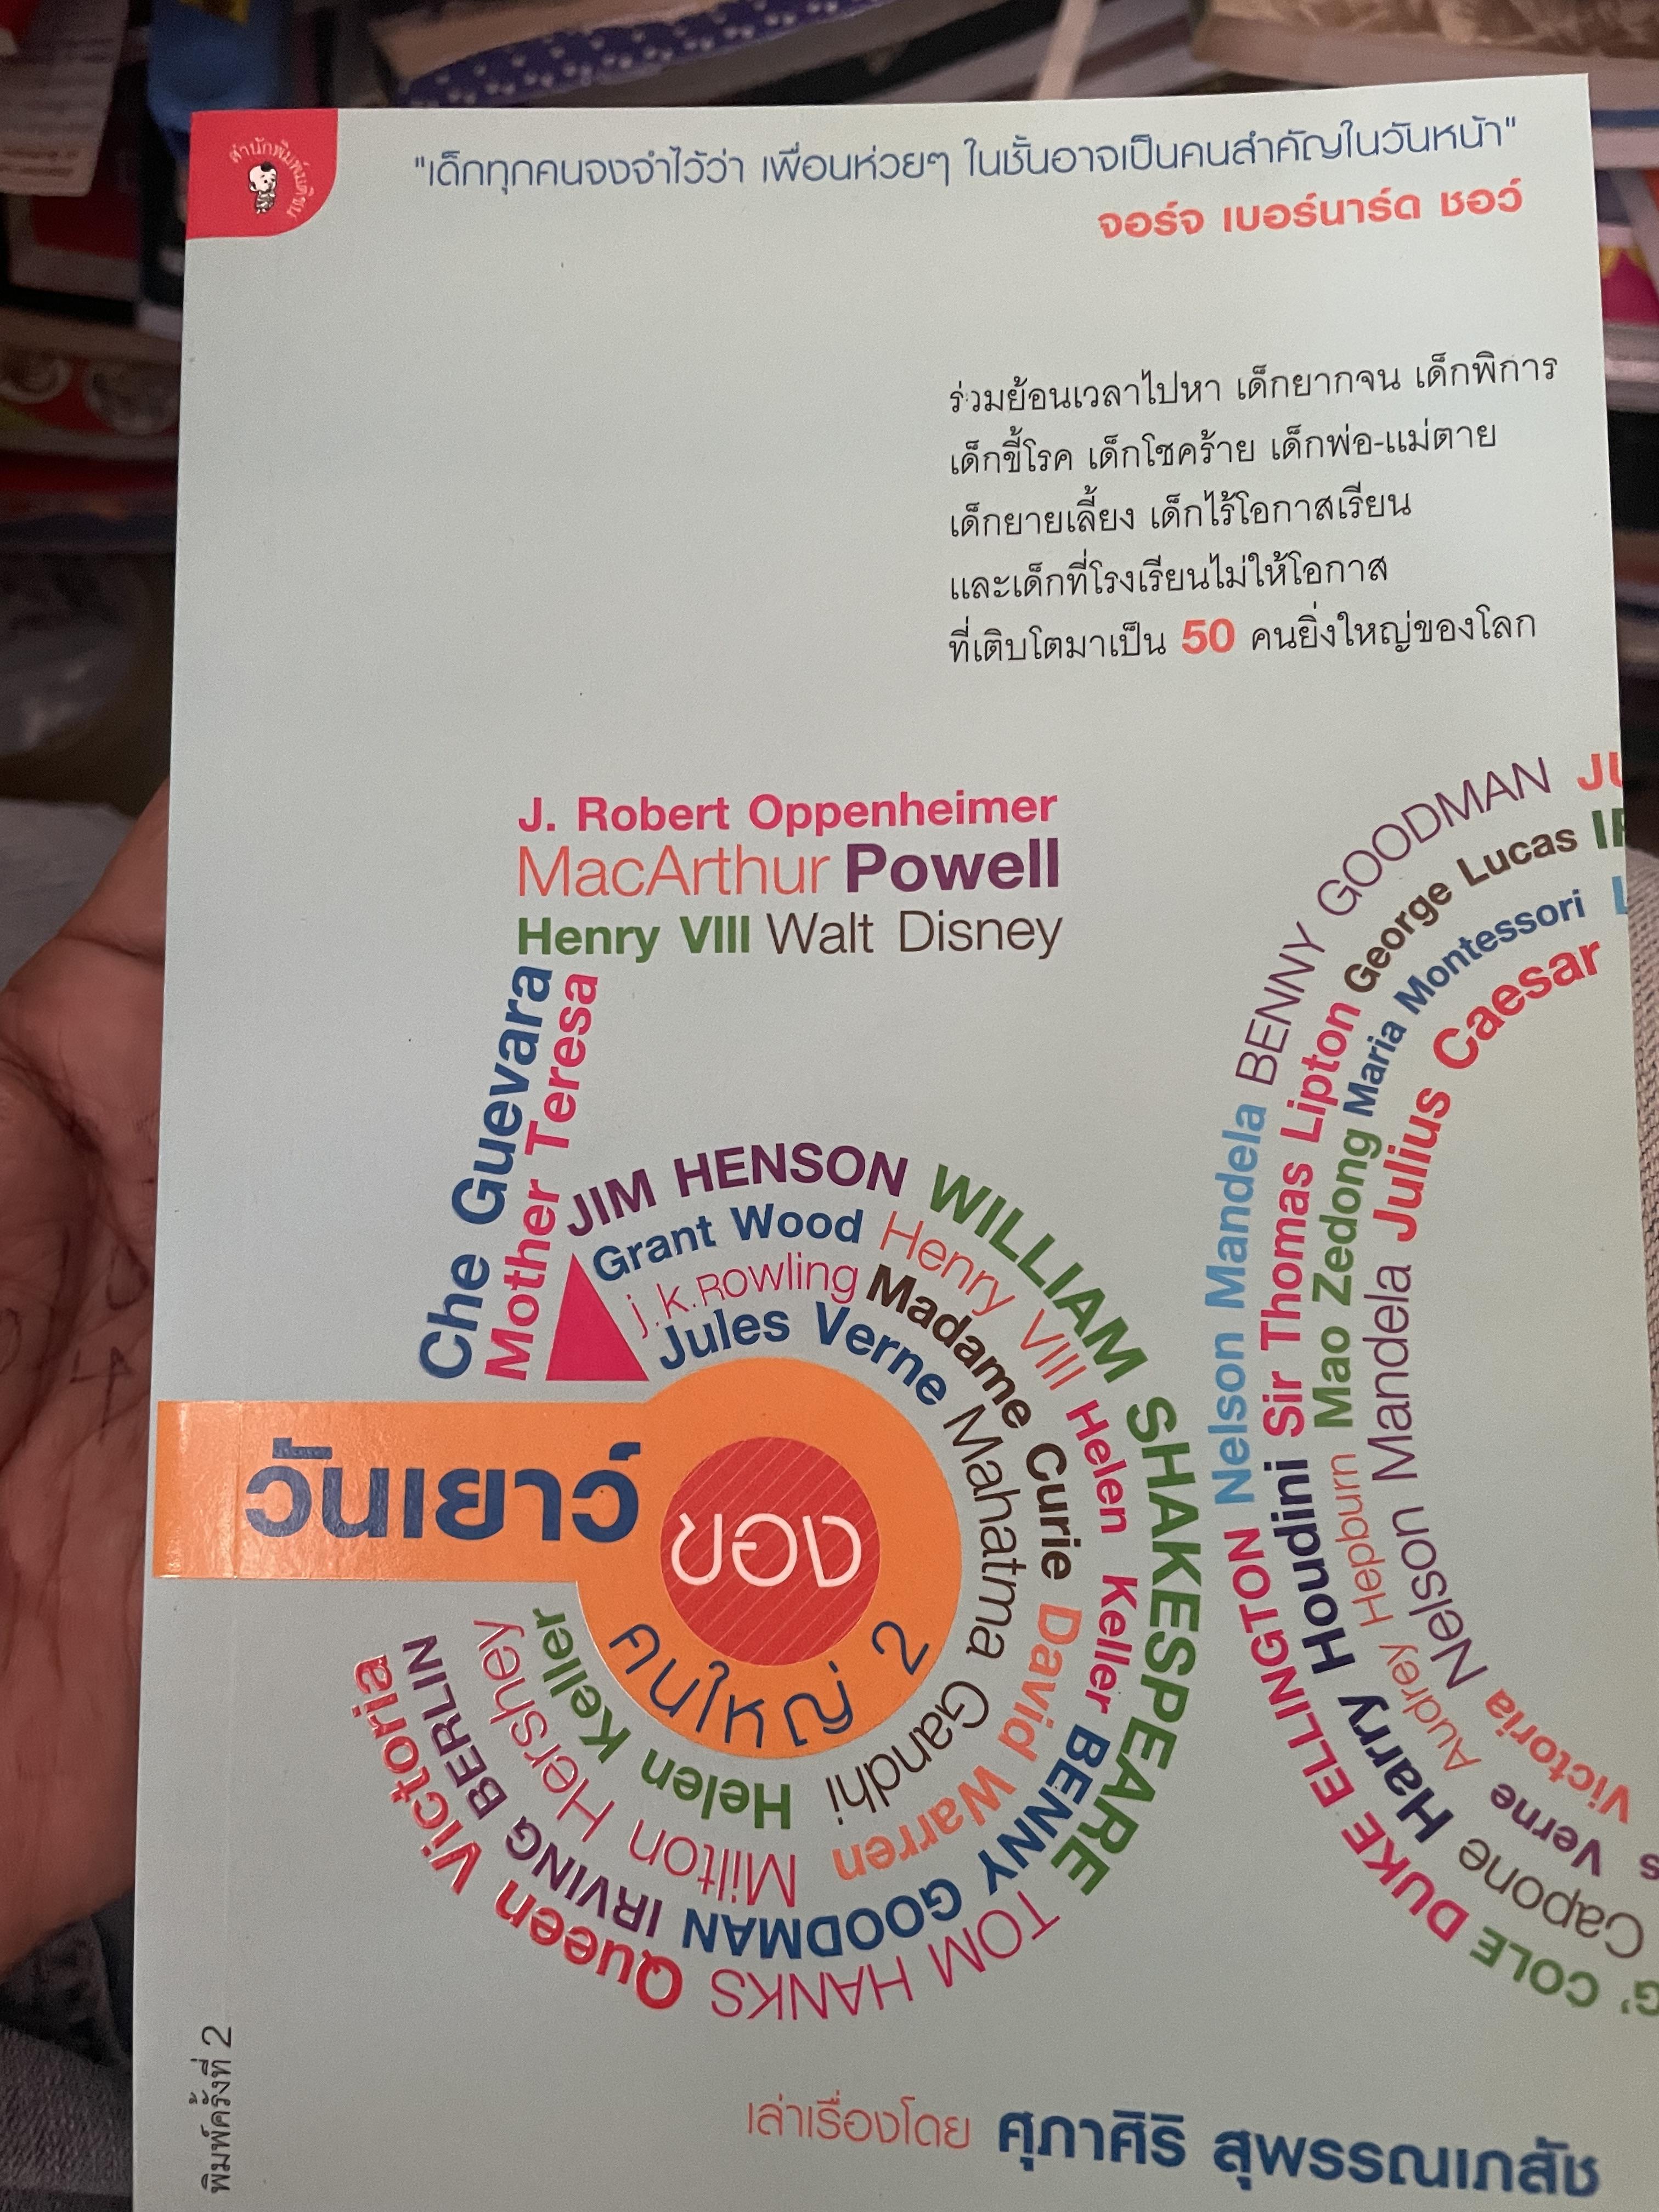 สำนักพิมพ์มติชน
"เด็กทุกคนจงจำไว้ว่า เพื่อนห่วยๆ ในชั้นอาจเป็นคนสำคัญในวันหน้า"
จอร์จ เบอร์นาร์ด ชอว์
ร่วมย้อนเวลาไปหา เด็กยากจน เด็กพิการ
เด็กขี้โรค เด็กโชคร้าย เด็กพ่อ-แม่ตาย
เด็กยายเลี้ยง เด็กไร้โอกาสเรียน
และเด็กที่โรงเรียนไม่ให้โอกาส
ที่เติบโตมาเป็น 50 คนยิ่งใหญ่ของโลก
J. Robert Oppenheimer
MacArthur Powell
Henry VIII Walt Disney
Che Guevara
Mother Teresa
JIM HENSON WILLIAM SHAKESPEARE
Grant Wood Henry VIII Helen Keller BENNY GOODMAN IRVING BERLIN
j.k.ROWling Madame Curie David Warren Milton Hershey
Jules Verne Mahatma Gandhi Helen Keller
TOM HANKS Queen Victoria
COLE DUKE ELLINGTON Nelson Mandela BENNY GOODMAN
Capone Harry Houdini Sir Thomas Lipton George Lucas
Verne Audrey Hepburn Mao Zedong Maria Montessori
Victoria Nelson Mandela Julius Caesar
วันเยาว์
ของ
คนใหญ่ 2
พิมพ์ครั้งที่ 2
เล่าเรื่องโดย ศุภาศิริ สุพรรณเภสัช